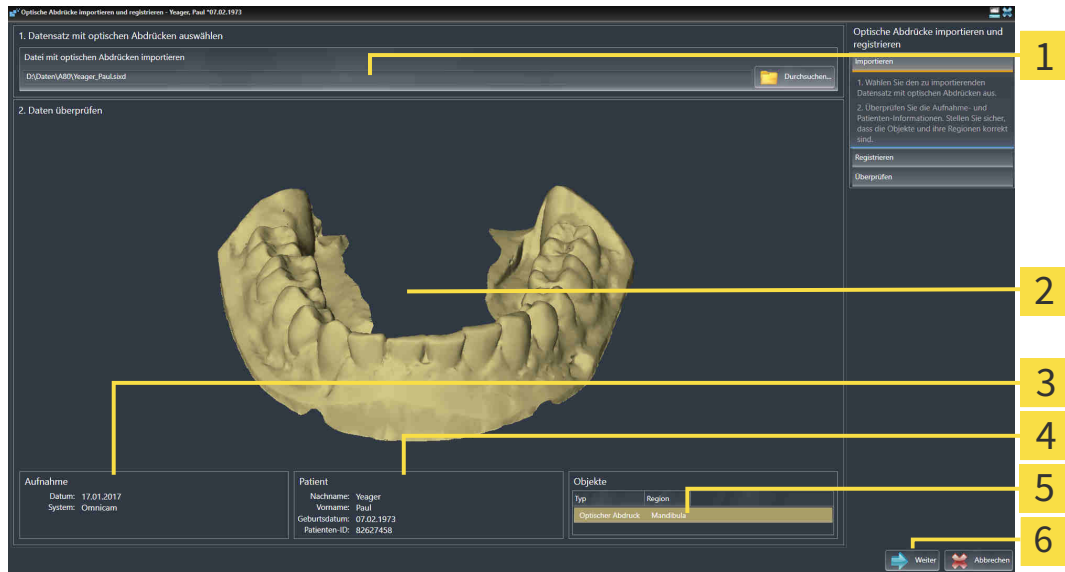 Optische Abdrücke importieren und registrieren - Yeager, Paul *07.02.1973
1. Datensatz mit optischen Abdrücken auswählen
Datei mit optischen Abdrücken importieren
D:\Daten\A80\Yeager_Paul.sixd
Durchsuchen...
2. Daten überprüfen
Aufnahme
Datum: 17.01.2017
System: Omnicam
Patient
Nachname: Yeager
Vorname: Paul
Geburtsdatum: 07.02.1973
Patienten-ID: 82627458
Objekte
Typ Region
Optischer Abdruck Mandibula
Optische Abdrücke importieren und
registrieren
Importieren
1. Wählen Sie den zu importierenden
Datensatz mit optischen Abdrücken aus.
2. Überprüfen Sie die Aufnahme- und
Patienten-Informationen. Stellen Sie sicher,
dass die Objekte und ihre Regionen korrekt
sind.
Registrieren
Überprüfen
Weiter
Abbrechen
1
2
3
4
5
6